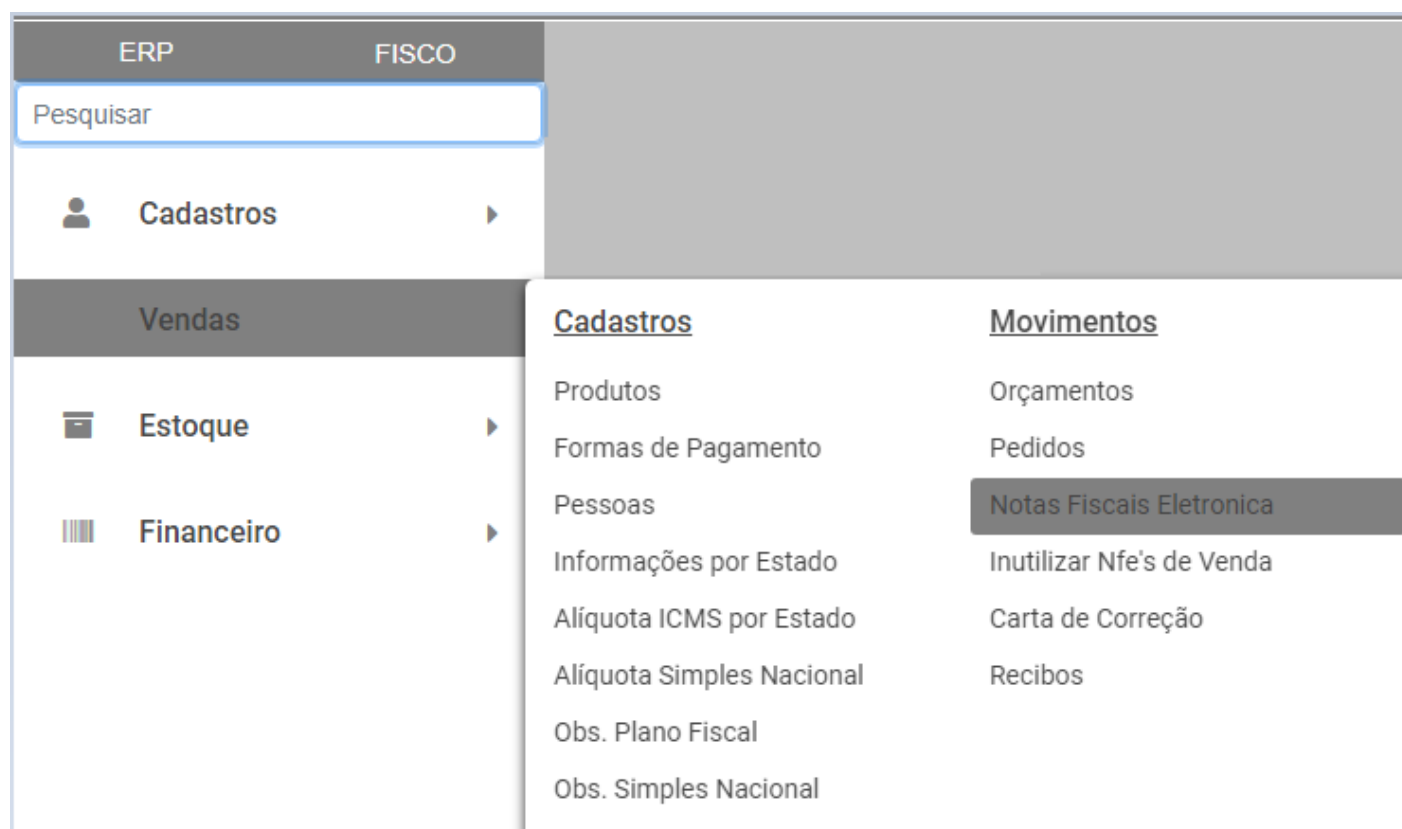 ERP FISCO
Pesquisar
Cadastros
Vendas
Estoque
Financeiro
Cadastros
Produtos
Formas de Pagamento
Pessoas
Informações por Estado
Alíquota ICMS por Estado
Alíquota Simples Nacional
Obs. Plano Fiscal
Obs. Simples Nacional
Movimentos
Orçamentos
Pedidos
Notas Fiscais Eletronica
Inutilizar Nfe's de Venda
Carta de Correção
Recibos